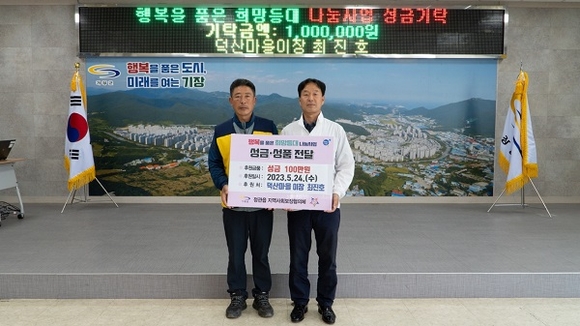 행복을 품은 희망등대 나눔사업 성금기탁
기탁금액: 1,000,000원
덕산마을이장 최진호
행복을 품은 도시,
미래를 여는 기장
행복을 품은 희망등대 나눔사업
성금·성품 전달
• 후원금품 : 성금 100만원
• 후원일시 : 2023.5.24.(수)
• 후 원 처 : 덕산마을 이장 최진호
정관읍 지역사회보장협의체